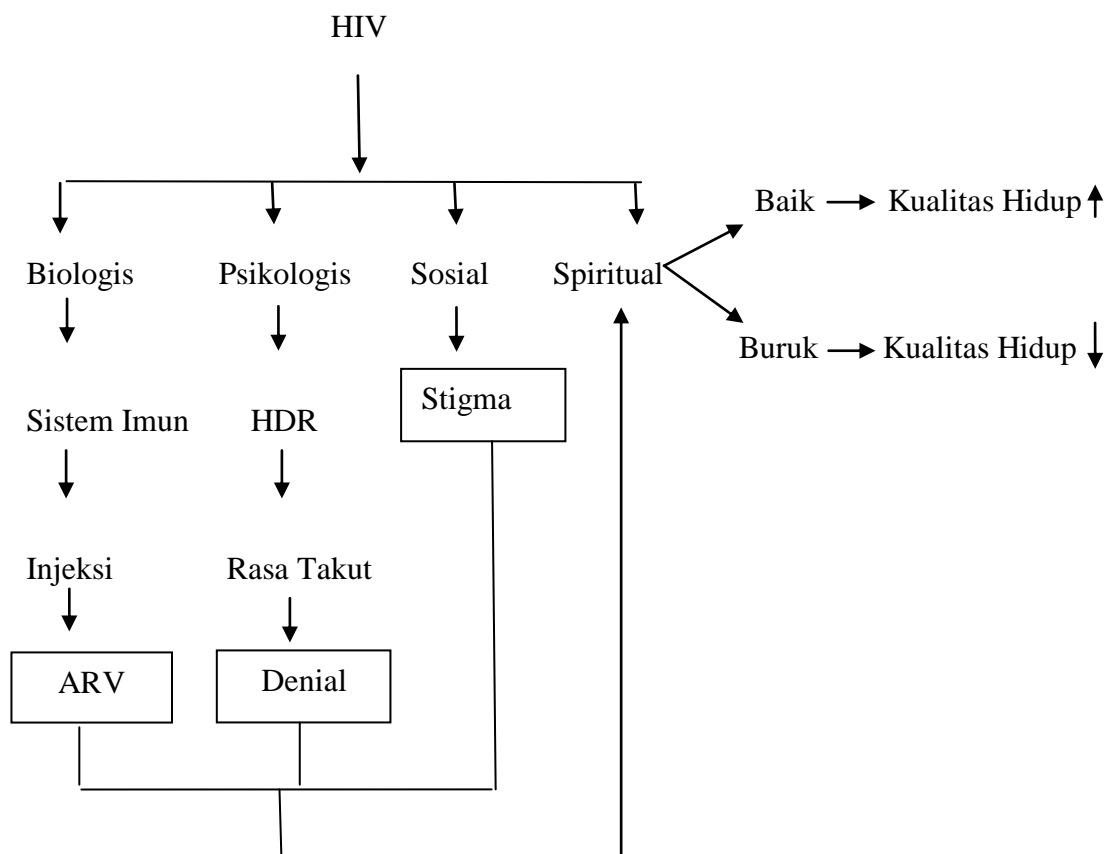 HIV
Baik
Kualitas Hidup
Biologis
Psikologis
Sosial
Spiritual
Buruk
Kualitas Hidup
Stigma
Sistem Imun
HDR
Injeksi
Rasa Takut
ARV
Denial